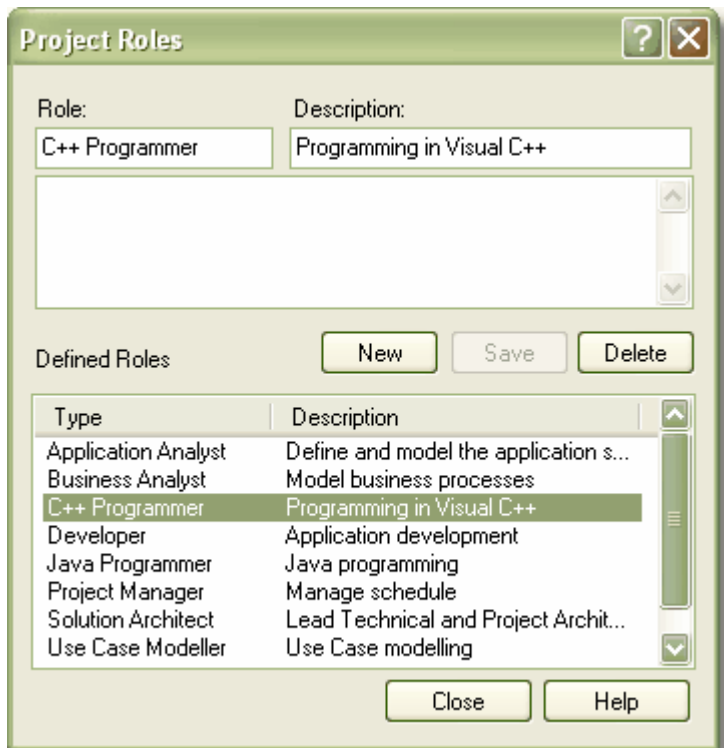 Project Roles
Role: Description:
C++ Programmer Programming in Visual C++
Defined Roles New Save Delete
Type Description
Application Analyst Define and model the application s...
Business Analyst Model business processes
C++ Programmer Programming in Visual C++
Developer Application development
Java Programmer Java programming
Project Manager Manage schedule
Solution Architect Lead Technical and Project Archit...
Use Case Modeller Use Case modelling
Close Help